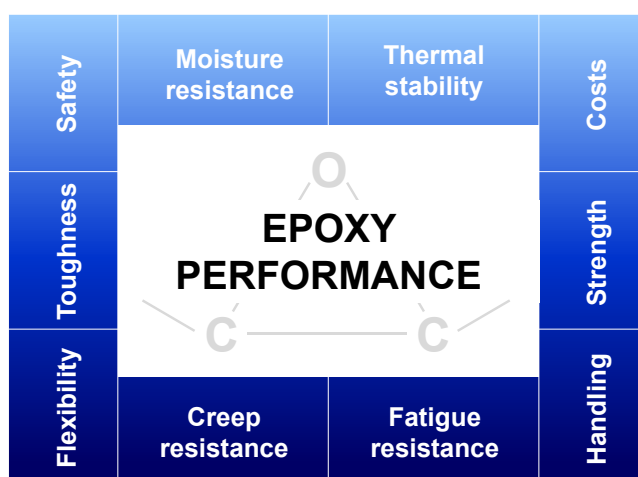 Safety
Moisture
resistance
Thermal
stability
Costs
Toughness
O
EPOXY
PERFORMANCE
C
C
Strength
Flexibility
Creep
resistance
Fatigue
resistance
Handling